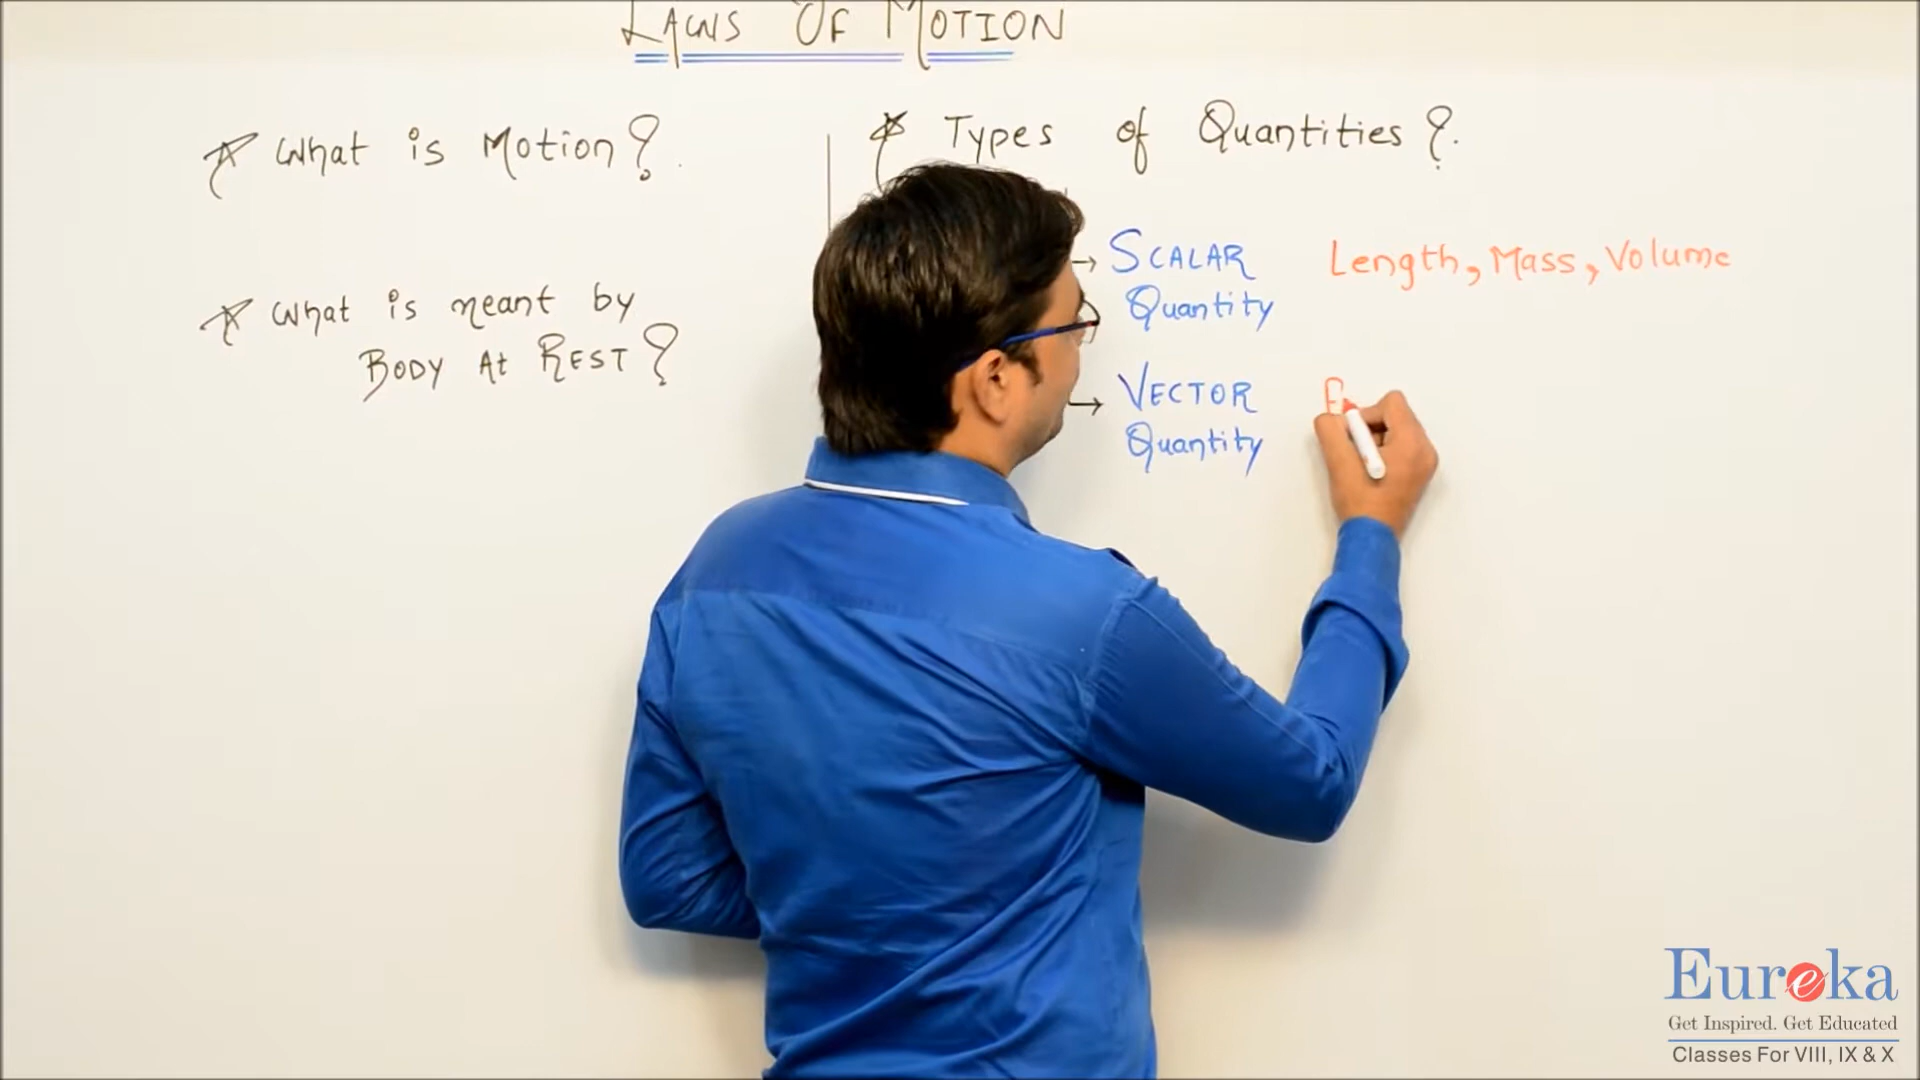 LAWS OF MOTION
What is Motion?
What is meant by
BODY At REST?
Types of Quantities?
→ SCALAR
Quantity
Length, Mass, Volume
→ VECTOR
Quantity
F
Eureka
Get Inspired. Get Educated
Classes For VIII, IX & X